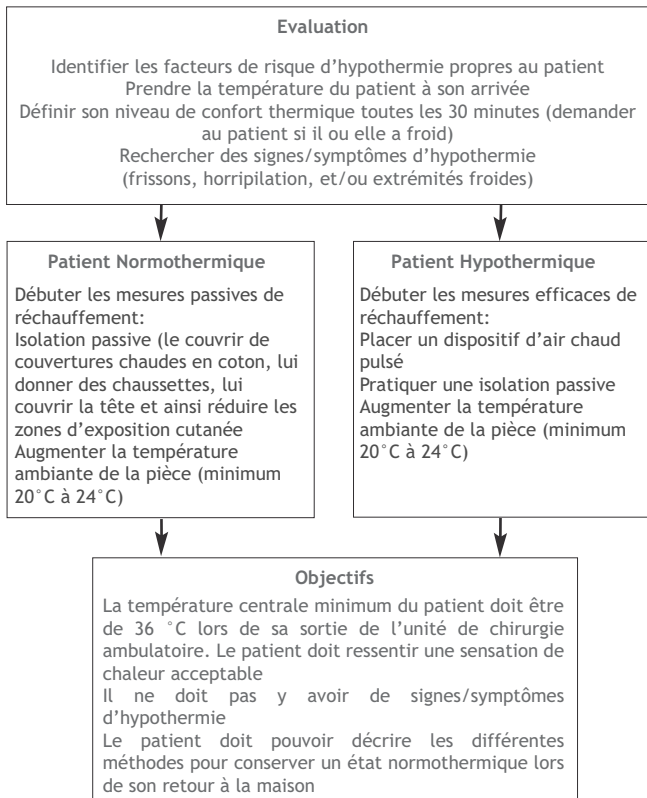 Evaluation
Identifier les facteurs de risque d'hypothermie propres au patient
Prendre la température du patient à son arrivée
Définir son niveau de confort thermique toutes les 30 minutes (demander
au patient si il ou elle a froid)
Rechercher des signes/symptômes d'hypothermie
(frissons, horripilation, et/ou extrémités froides)
Patient Normothermique
Débuter les mesures passives de
réchauffement:
Isolation passive (le couvrir de
couvertures chaudes en coton, lui
donner des chaussettes, lui
couvrir la tête et ainsi réduire les
zones d'exposition cutanée
Augmenter la température
ambiante de la pièce (minimum
20°C à 24°C)
Patient Hypothermique
Débuter les mesures efficaces de
réchauffement:
Placer un dispositif d'air chaud
pulsé
Pratiquer une isolation passive
Augmenter la température
ambiante de la pièce (minimum
20°C à 24°C)
Objectifs
La température centrale minimum du patient doit être
de 36 °C lors de sa sortie de l'unité de chirurgie
ambulatoire. Le patient doit ressentir une sensation de
chaleur acceptable
Il ne doit pas y avoir de signes/symptômes
d'hypothermie
Le patient doit pouvoir décrire les différentes
méthodes pour conserver un état normothermique lors
de son retour à la maison